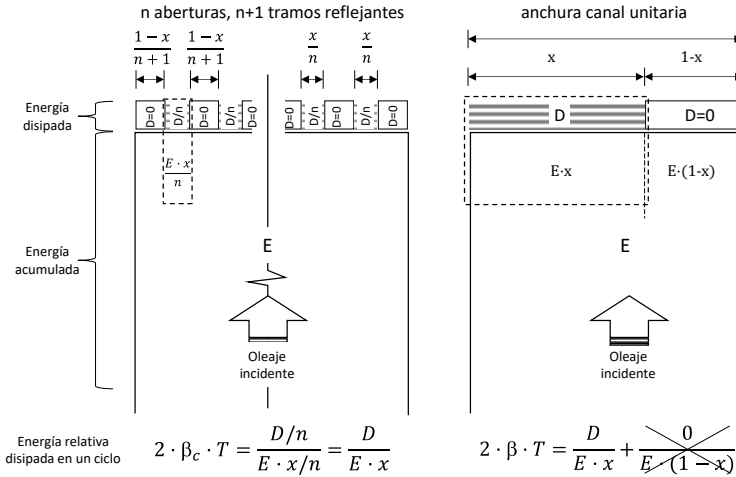 n aberturas, n+1 tramos reflejantes
anchura canal unitaria
1 − x
n + 1
1 − x
n + 1
x
n
x
n
x
1-x
Energía
disipada
D=0
D/n
D=0
D/n
D=0
D=0
D/n
D=0
D/n
D=0
D
D=0
E · x
n
E·x
E·(1-x)
Energía
acumulada
E
E
Oleaje
incidente
Oleaje
incidente
Energía relativa
disipada en un ciclo
2 · β_c · T = (D/n)/(E · x/n) = D/(E · x)
2 · β · T = D/(E · x) + 0/(E · (1 − x))